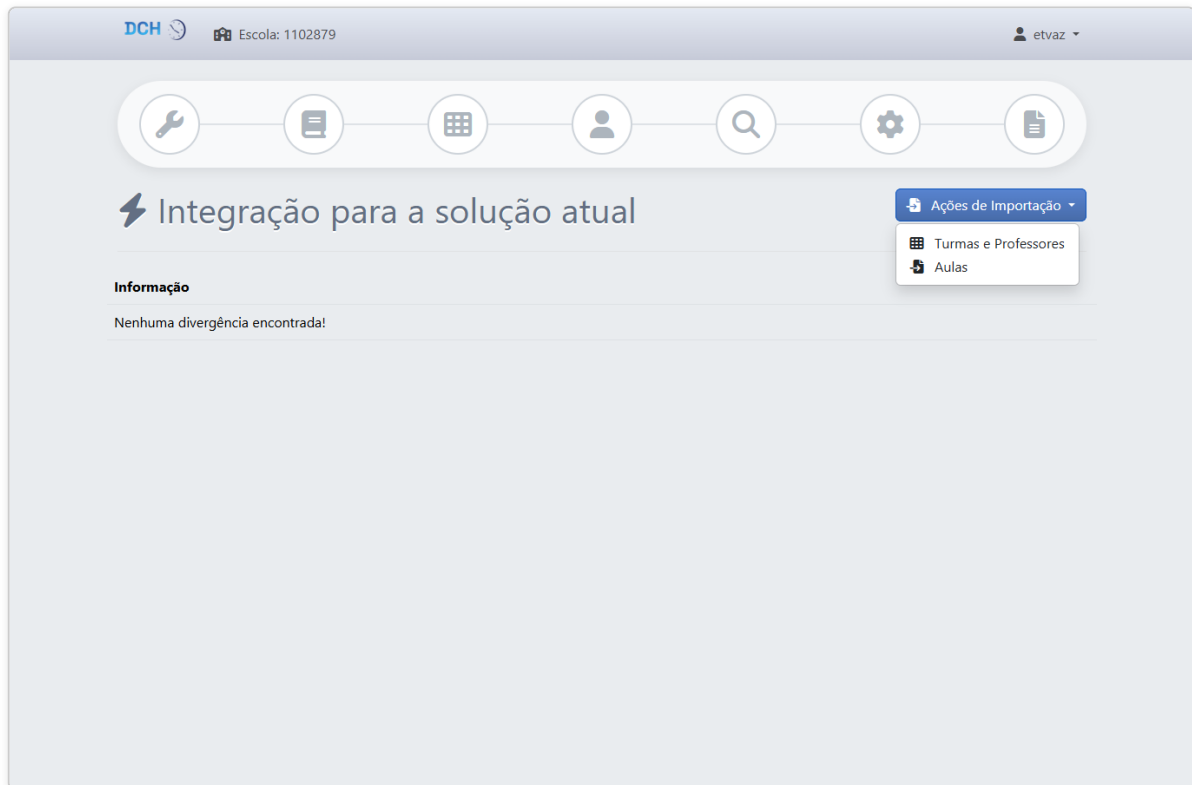 DCH
Escola: 1102879
etvaz
Integração para a solução atual
Ações de Importação
Turmas e Professores
Aulas
Informação
Nenhuma divergência encontrada!